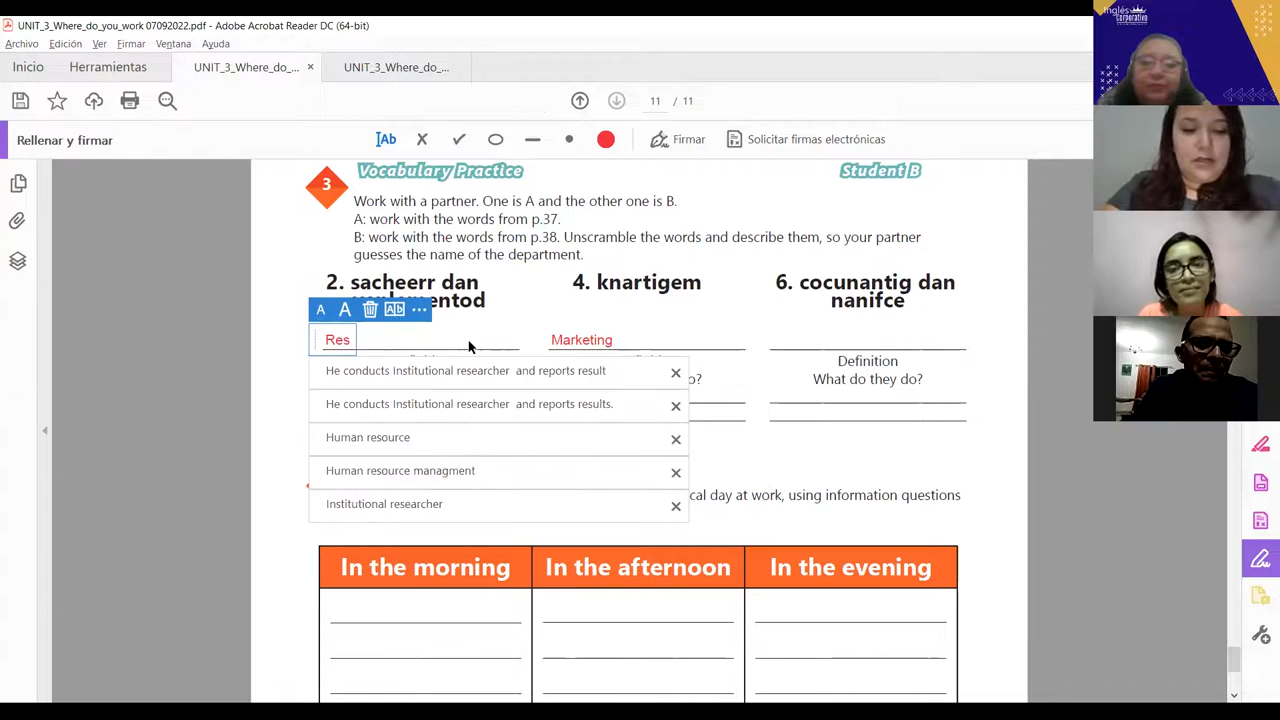 UNIT_3_Where_do_you_work 07092022.pdf - Adobe Acrobat Reader DC (64-bit)
Archivo Edición Ver Firmar Ventana Ayuda
Inicio Herramientas UNIT_3_Where_do_... × UNIT_3_Where_do_...
11 / 11
Rellenar y firmar
Ab
Firmar
Solicitar firmas electrónicas
Inglés
Corporativo
3
Vocabulary Practice
Student B
Work with a partner. One is A and the other one is B.
A: work with the words from p.37.
B: work with the words from p.38. Unscramble the words and describe them, so your partner
guesses the name of the department.
2. sacheerr dan
4. knartigem
6. cocunantig dan
nanifce
A A Ab ...
Res
Marketing
He conducts Institutional researcher and reports result ×
He conducts Institutional researcher and reports results. ×
Human resource ×
Human resource managment ×
Institutional researcher ×
o?
Definition
What do they do?
cal day at work, using information questions
In the morning
In the afternoon
In the evening